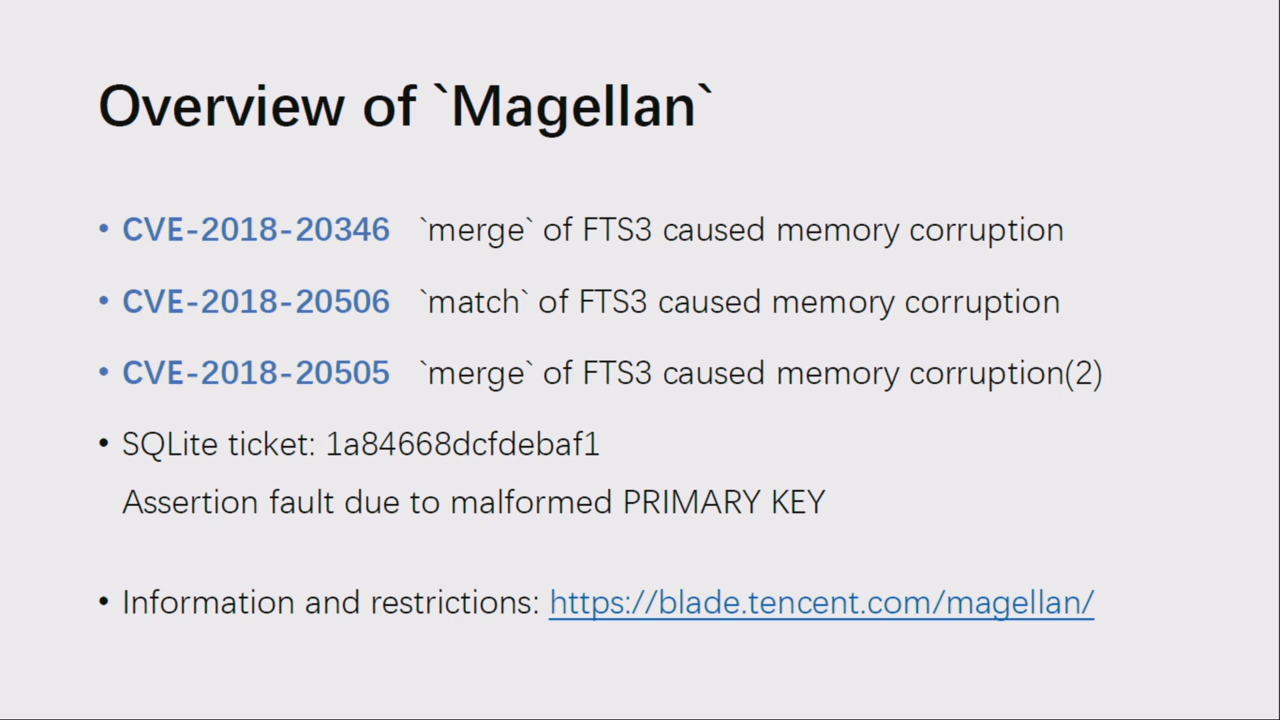 Overview of `Magellan`
• CVE-2018-20346 `merge` of FTS3 caused memory corruption
• CVE-2018-20506 `match` of FTS3 caused memory corruption
• CVE-2018-20505 `merge` of FTS3 caused memory corruption(2)
• SQLite ticket: 1a84668dcfdebaf1
Assertion fault due to malformed PRIMARY KEY
• Information and restrictions: https://blade.tencent.com/magellan/